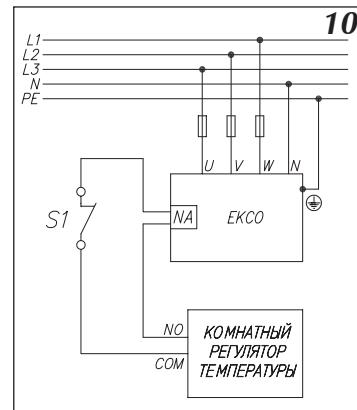 10
L1
L2
L3
N
PE
U V W N
S1
NA EKCO
NO
COM
КОМНАТНЫЙ
РЕГУЛЯТОР
ТЕМПЕРАТУРЫ